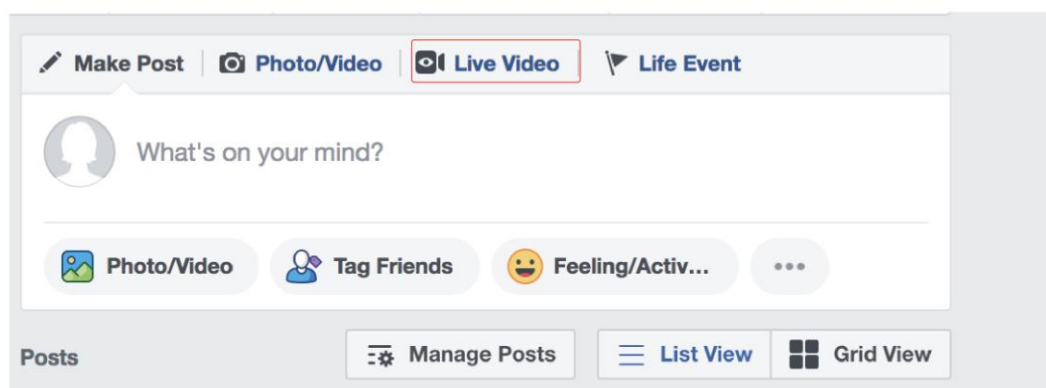 Make Post Photo/Video Live Video Life Event
What's on your mind?
Photo/Video Tag Friends Feeling/Activ...
Posts Manage Posts List View Grid View